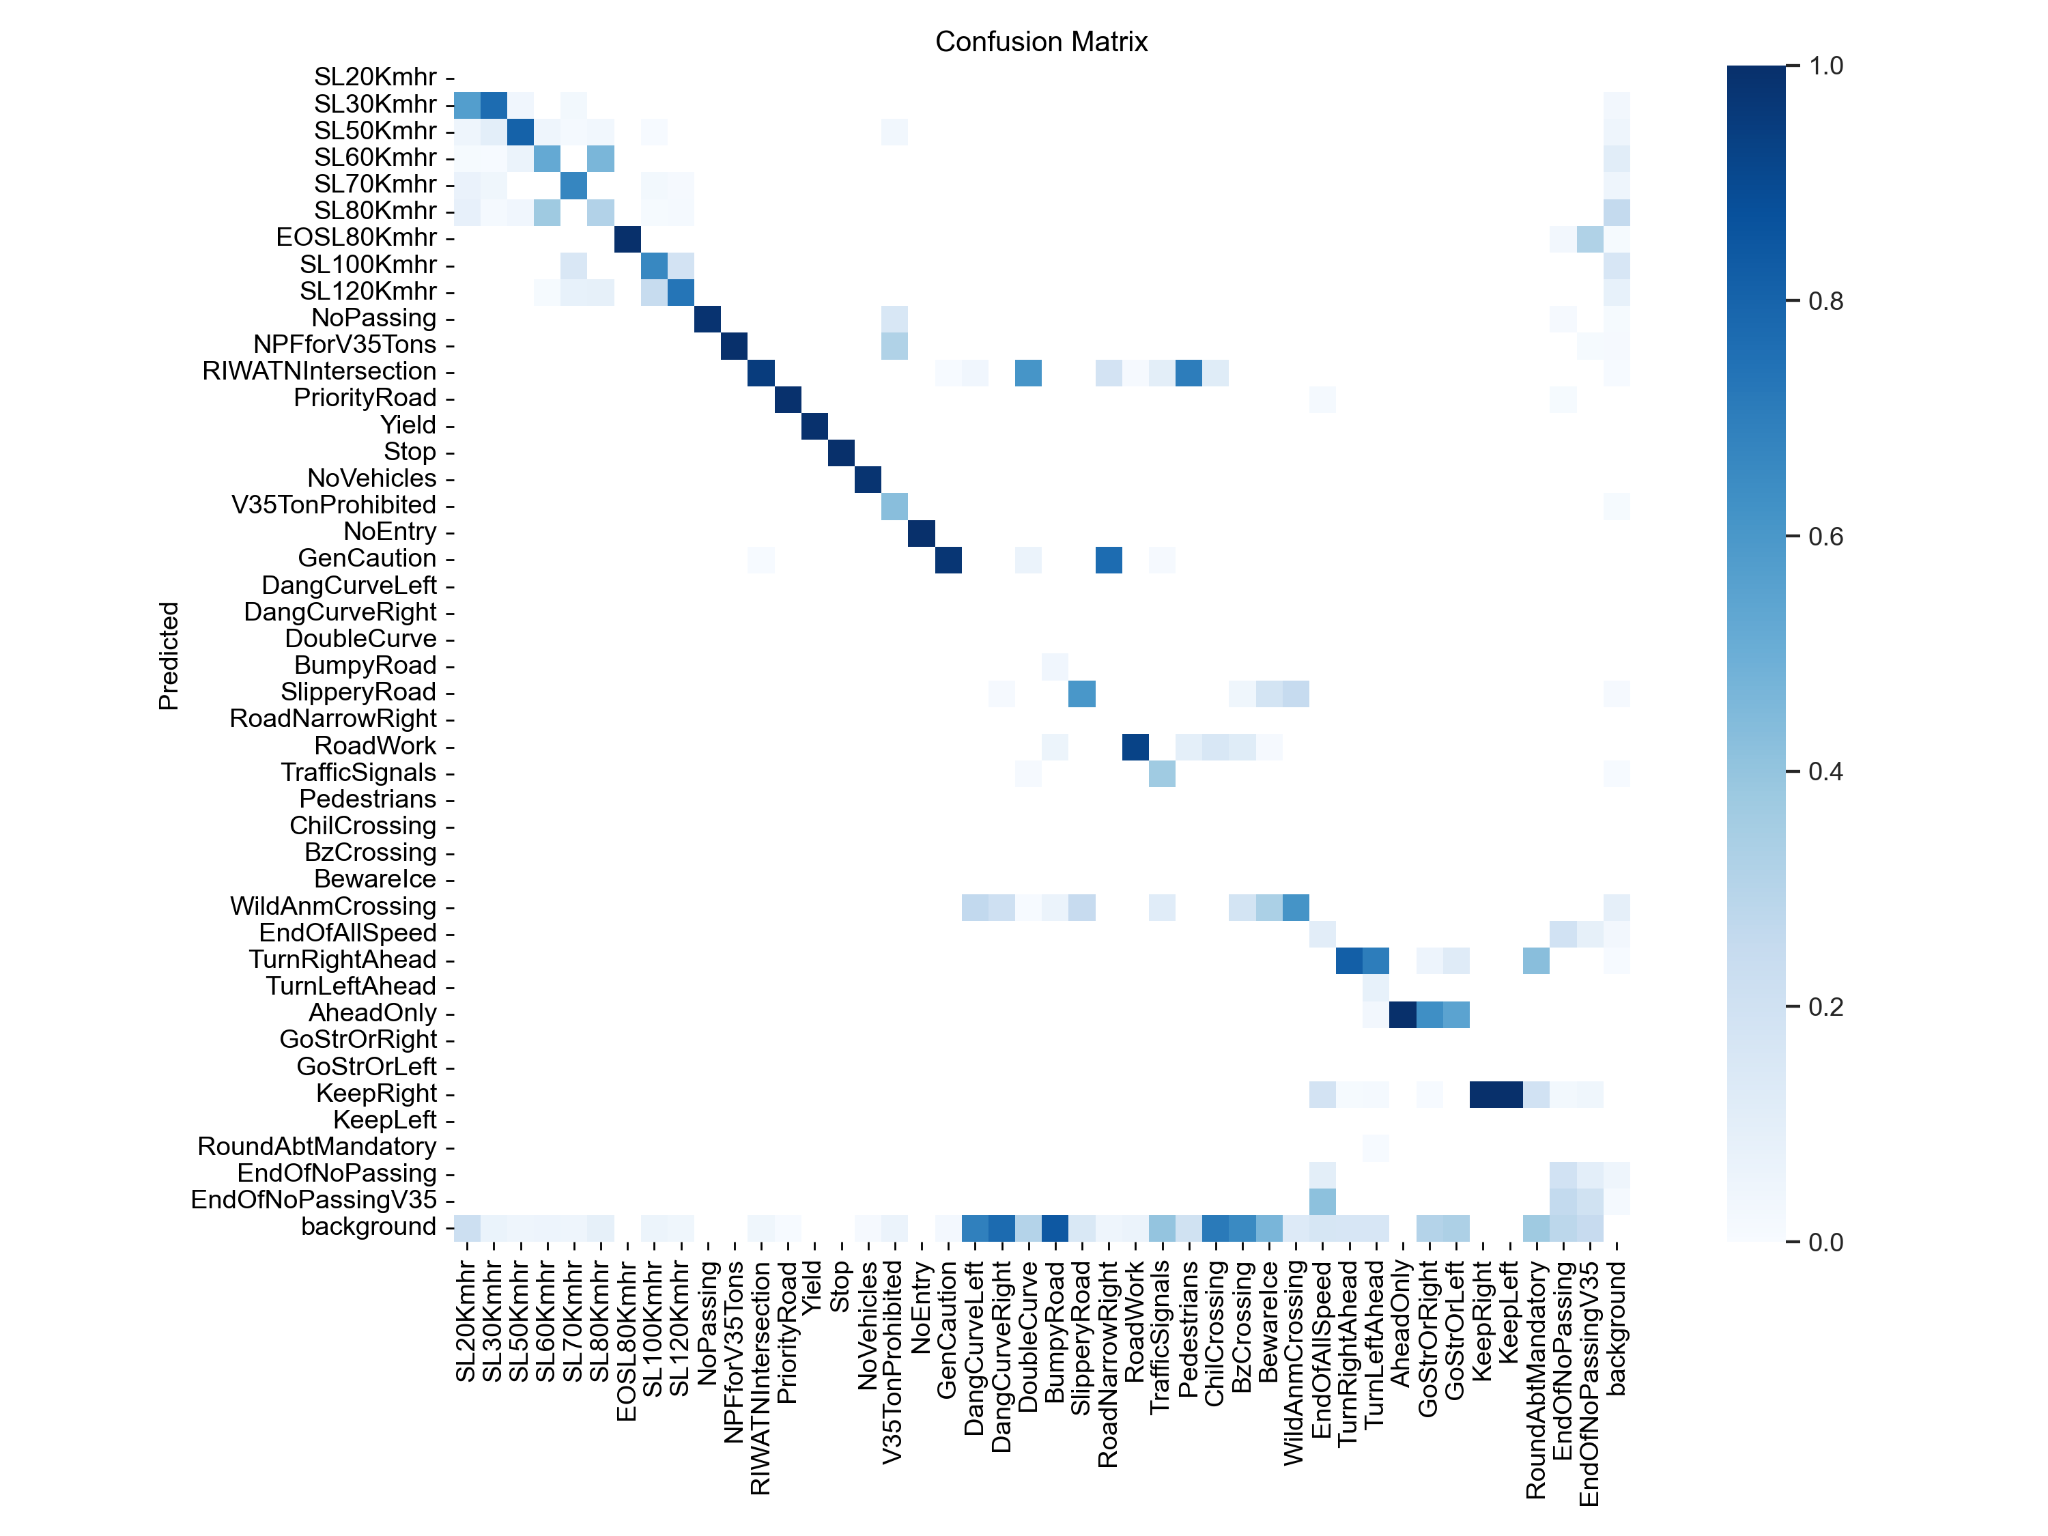 Confusion Matrix
Predicted
SL20Kmhr
SL30Kmhr
SL50Kmhr
SL60Kmhr
SL70Kmhr
SL80Kmhr
EOSL80Kmhr
SL100Kmhr
SL120Kmhr
NoPassing
NPFforV35Tons
RIWATNIntersection
PriorityRoad
Yield
Stop
NoVehicles
V35TonProhibited
NoEntry
GenCaution
DangCurveLeft
DangCurveRight
DoubleCurve
BumpyRoad
SlipperyRoad
RoadNarrowRight
RoadWork
TrafficSignals
Pedestrians
ChilCrossing
BzCrossing
BewareIce
WildAnmCrossing
EndOfAllSpeed
TurnRightAhead
TurnLeftAhead
AheadOnly
GoStrOrRight
GoStrOrLeft
KeepRight
KeepLeft
RoundAbtMandatory
EndOfNoPassing
EndOfNoPassingV35
background
SL20Kmhr
SL30Kmhr
SL50Kmhr
SL60Kmhr
SL70Kmhr
SL80Kmhr
EOSL80Kmhr
SL100Kmhr
SL120Kmhr
NoPassing
NPFforV35Tons
RIWATNIntersection
PriorityRoad
Yield
Stop
NoVehicles
V35TonProhibited
NoEntry
GenCaution
DangCurveLeft
DangCurveRight
DoubleCurve
BumpyRoad
SlipperyRoad
RoadNarrowRight
RoadWork
TrafficSignals
Pedestrians
ChilCrossing
BzCrossing
BewareIce
WildAnmCrossing
EndOfAllSpeed
TurnRightAhead
TurnLeftAhead
AheadOnly
GoStrOrRight
GoStrOrLeft
KeepRight
KeepLeft
RoundAbtMandatory
EndOfNoPassing
EndOfNoPassingV35
background
1.0
0.8
0.6
0.4
0.2
0.0